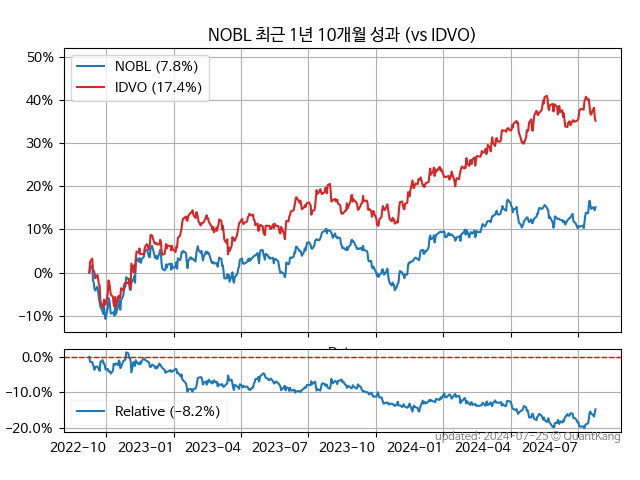 NOBL 최근 1년 10개월 성과 (vs IDVO)
50%
40%
30%
20%
10%
0%
−10%
NOBL (7.8%)
IDVO (17.4%)
0.0%
−10.0%
−20.0%
Relative (−8.2%)
2022-10 2023-01 2023-04 2023-07 2023-10 2024-01 2024-04 2024-07
updated: 2024-07-25 © QuantKang